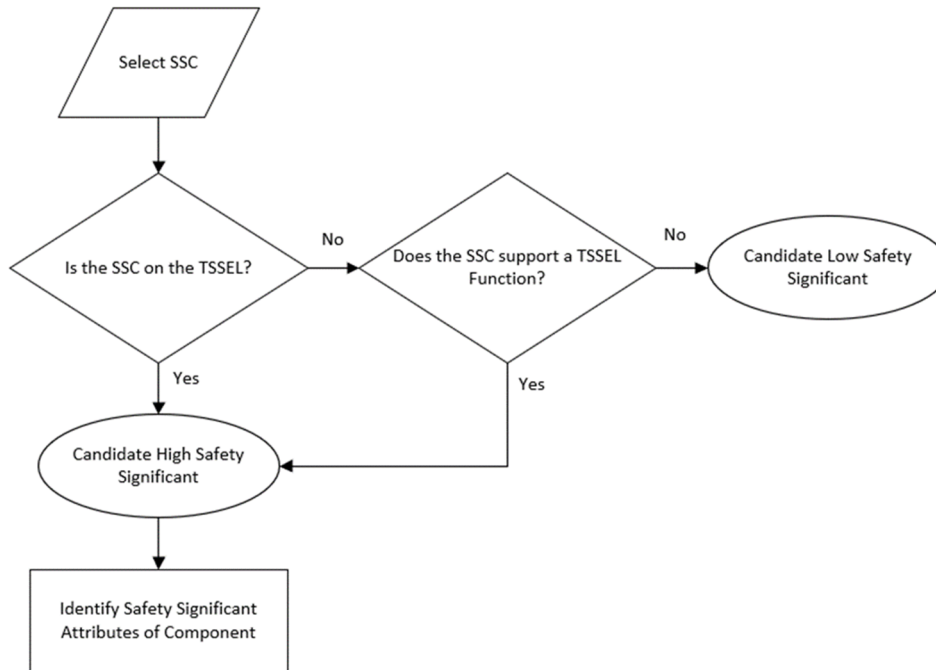 Select SSC
Is the SSC on the TSSEL?
No
Does the SSC support a TSSEL
Function?
No
Candidate Low Safety
Significant
Yes
Yes
Candidate High Safety
Significant
Identify Safety Significant
Attributes of Component